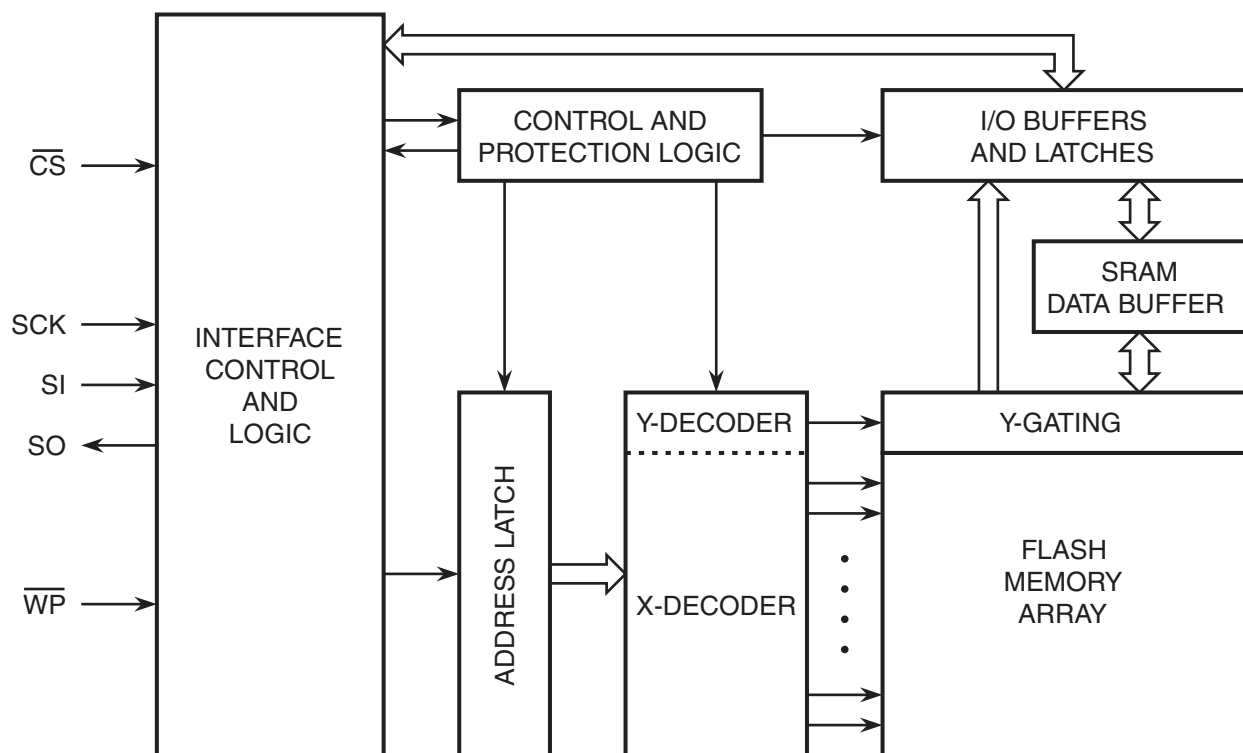 CS
SCK
SI
SO
WP
INTERFACE
CONTROL
AND
LOGIC
CONTROL AND
PROTECTION LOGIC
I/O BUFFERS
AND LATCHES
SRAM
DATA BUFFER
ADDRESS LATCH
Y-DECODER
X-DECODER
Y-GATING
FLASH
MEMORY
ARRAY